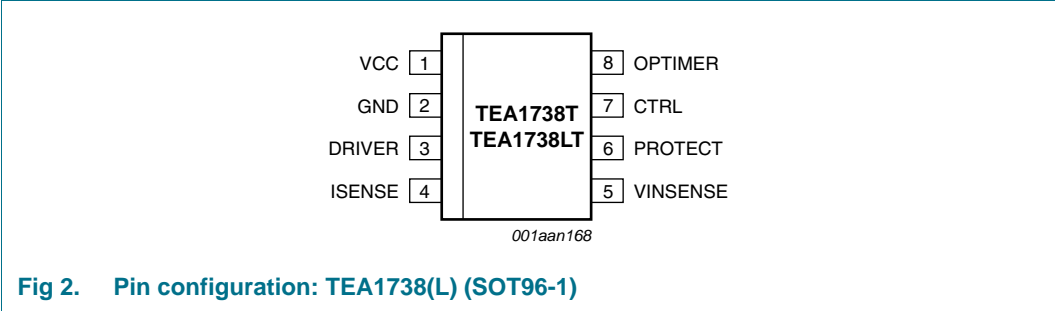 VCC 1
GND 2
DRIVER 3
ISENSE 4
TEA1738T
TEA1738LT
8 OPTIMER
7 CTRL
6 PROTECT
5 VINSENSE
001aan168
Fig 2. Pin configuration: TEA1738(L) (SOT96-1)